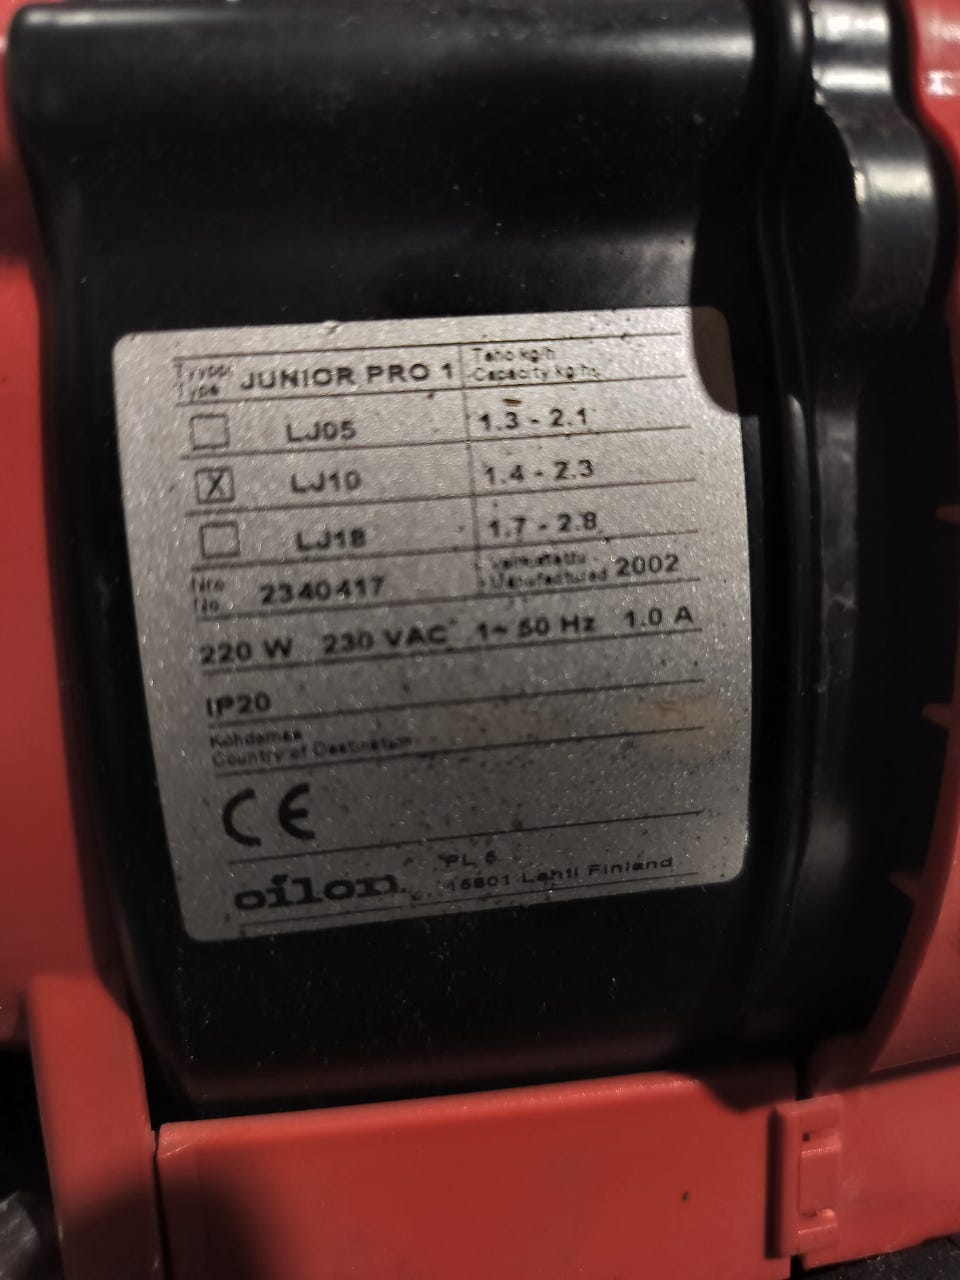 Tyyppi JUNIOR PRO 1 Teho kg/h
Type Capacity kg/h
LJ05 1.3 - 2.1
X LJ10 1.4 - 2.3
LJ18 1.7 - 2.8
Nro Valmistettu
No. 2340417 Manufactured 2002
220 W 230 VAC 1~ 50 Hz 1.0 A
IP20
Kohdemaa
Country of Destination
CE
PL 5
oilon 15801 Lahti Finland